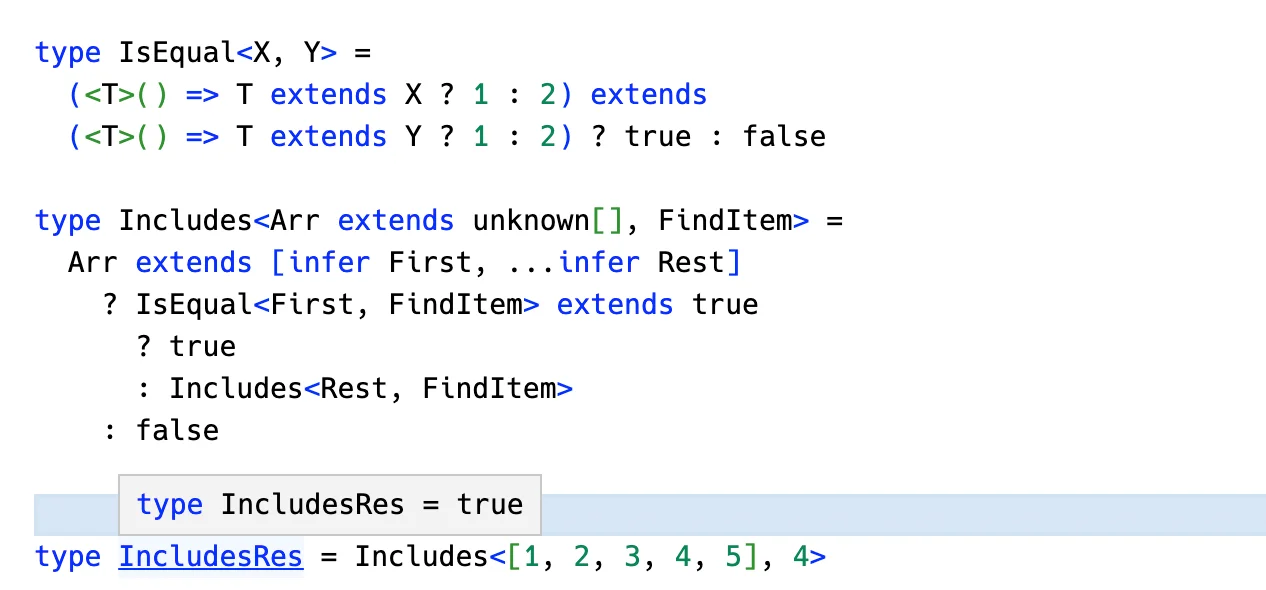 type IsEqual<X, Y> =
  (<T>() => T extends X ? 1 : 2) extends
  (<T>() => T extends Y ? 1 : 2) ? true : false

type Includes<Arr extends unknown[], FindItem> =
  Arr extends [infer First, ...infer Rest]
    ? IsEqual<First, FindItem> extends true
      ? true
      : Includes<Rest, FindItem>
    : false

type IncludesRes = true
type IncludesRes = Includes<[1, 2, 3, 4, 5], 4>